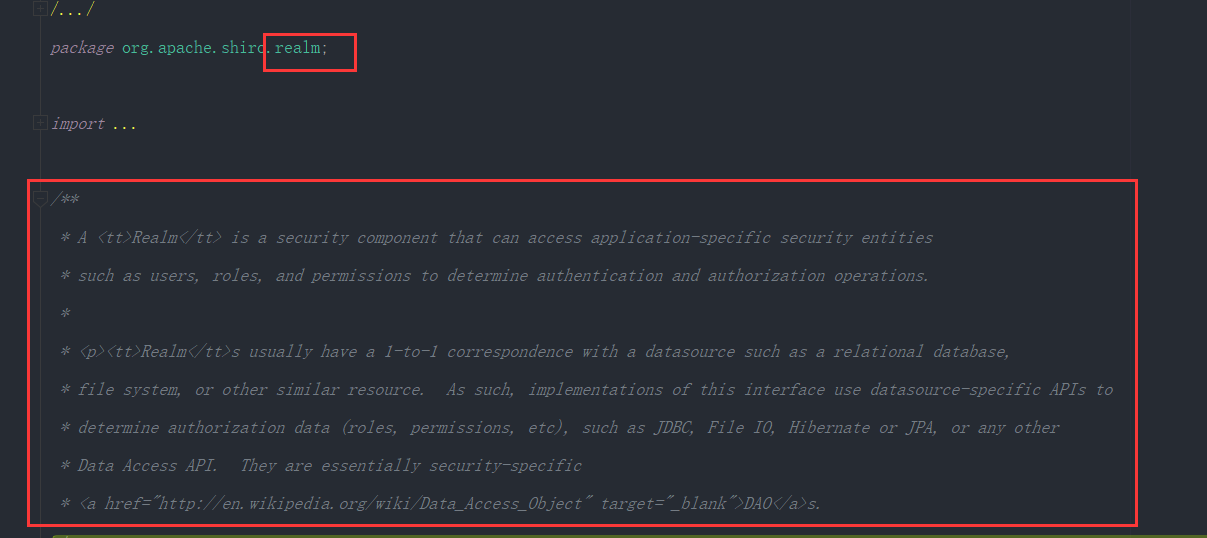 /.../
package org.apache.shiro.realm;
import ...
/**
* A <tt>Realm</tt> is a security component that can access application-specific security entities
* such as users, roles, and permissions to determine authentication and authorization operations.
*
* <p><tt>Realm</tt>s usually have a 1-to-1 correspondence with a datasource such as a relational database,
* file system, or other similar resource.  As such, implementations of this interface use datasource-specific APIs to
* determine authorization data (roles, permissions, etc), such as JDBC, File IO, Hibernate or JPA, or any other
* Data Access API.  They are essentially security-specific
* <a href="http://en.wikipedia.org/wiki/Data_Access_Object" target="_blank">DAO</a>s.